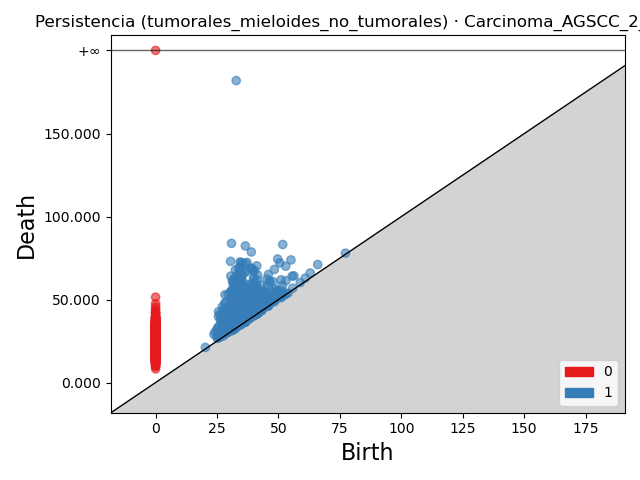 Persistencia (tumorales_mieloides_no_tumorales) · Carcinoma_AGSCC_2_
+∞
150.000
100.000
50.000
0.000
Death
0
1
0 25 50 75 100 125 150 175
Birth